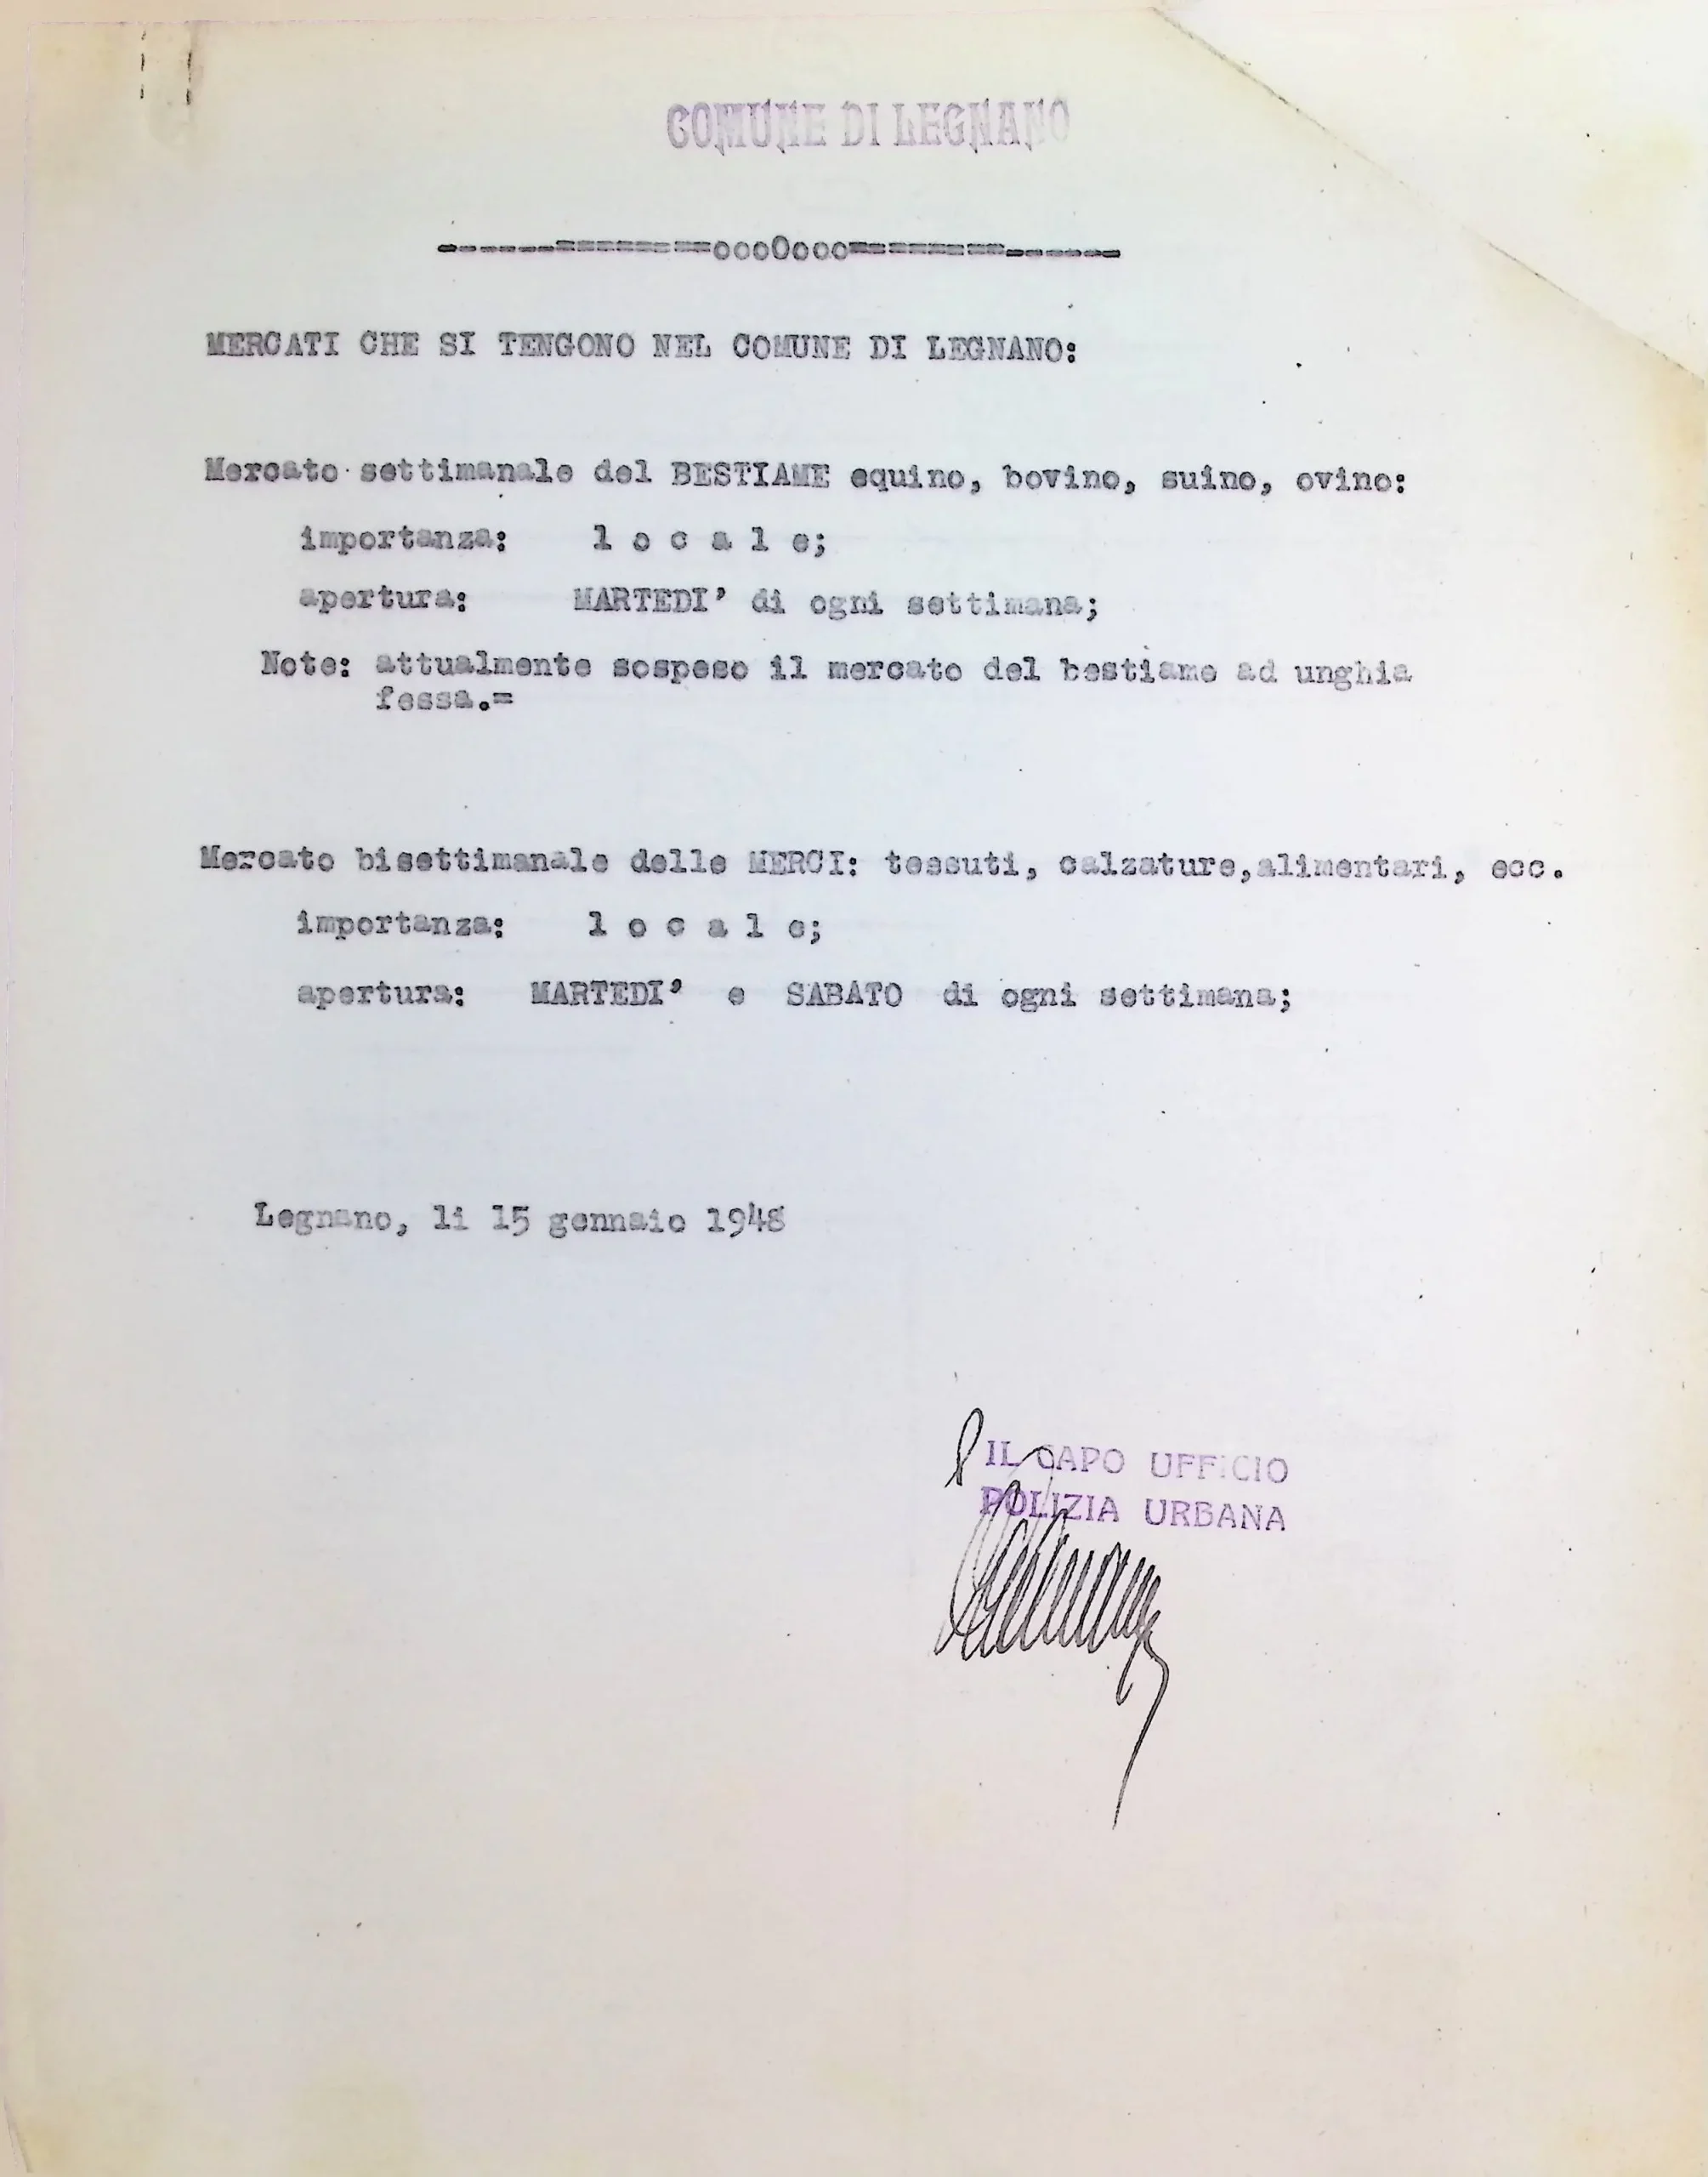 COMUNE DI LEGNANO
------========oooOooo========------
MERCATI CHE SI TENGONO NEL COMUNE DI LEGNANO:
Mercato settimanale del BESTIAME equino, bovino, suino, ovino:
importanza: l o c a l e;
apertura: MARTEDI' di ogni settimana;
Note: attualmente sospeso il mercato del bestiame ad unghia
fessa.=
Mercato bisettimanale delle MERCI: tessuti, calzature,alimentari, ecc.
importanza: l o c a l e;
apertura: MARTEDI' e SABATO di ogni settimana;
Legnano, li 15 gennaio 1948
IL CAPO UFFICIO
POLIZIA URBANA